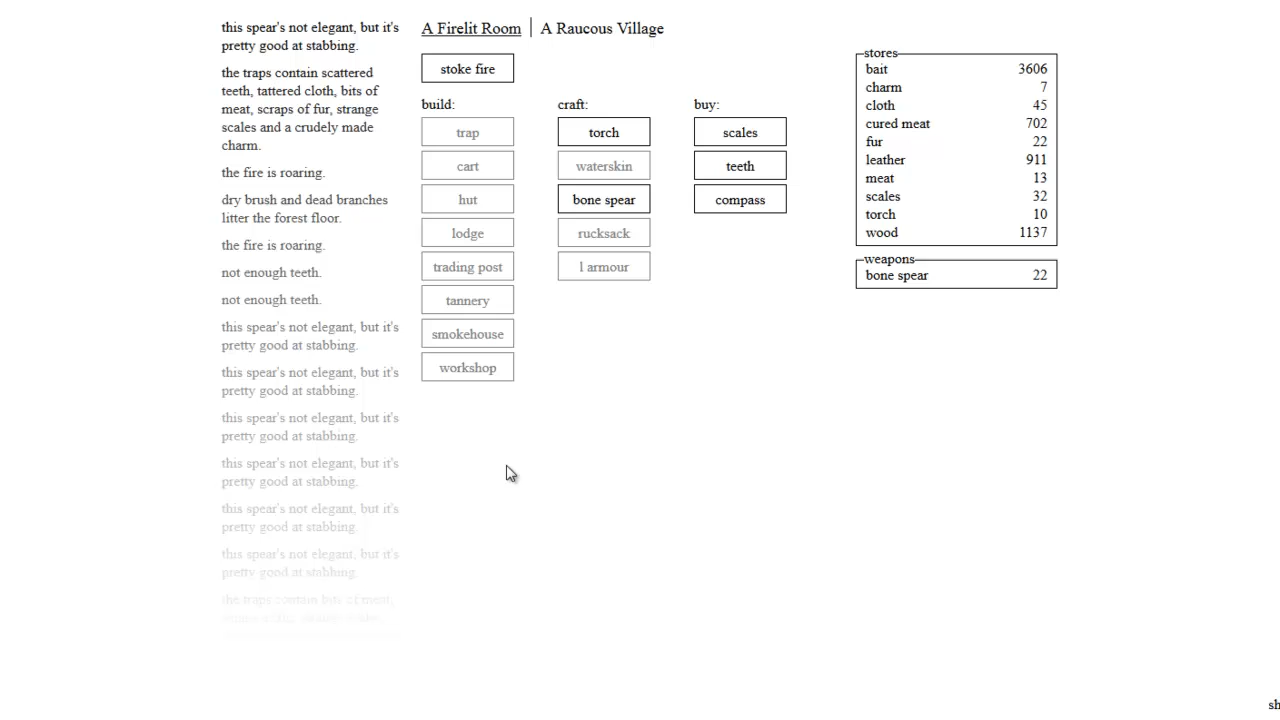 this spear's not elegant, but it's
pretty good at stabbing.
the traps contain scattered
teeth, tattered cloth, bits of
meat, scraps of fur, strange
scales and a crudely made
charm.
the fire is roaring.
dry brush and dead branches
litter the forest floor.
the fire is roaring.
not enough teeth.
not enough teeth.
this spear's not elegant, but it's
pretty good at stabbing.
this spear's not elegant, but it's
pretty good at stabbing.
this spear's not elegant, but it's
pretty good at stabbing.
this spear's not elegant, but it's
pretty good at stabbing.
this spear's not elegant, but it's
pretty good at stabbing.
this spear's not elegant, but it's
pretty good at stabbing.
the traps contain bits of meat,
A Firelit Room | A Raucous Village
stoke fire
build:
trap
cart
hut
lodge
trading post
tannery
smokehouse
workshop
craft:
torch
waterskin
bone spear
rucksack
l armour
buy:
scales
teeth
compass
stores
bait 3606
charm 7
cloth 45
cured meat 702
fur 22
leather 911
meat 13
scales 32
torch 10
wood 1137
weapons
bone spear 22